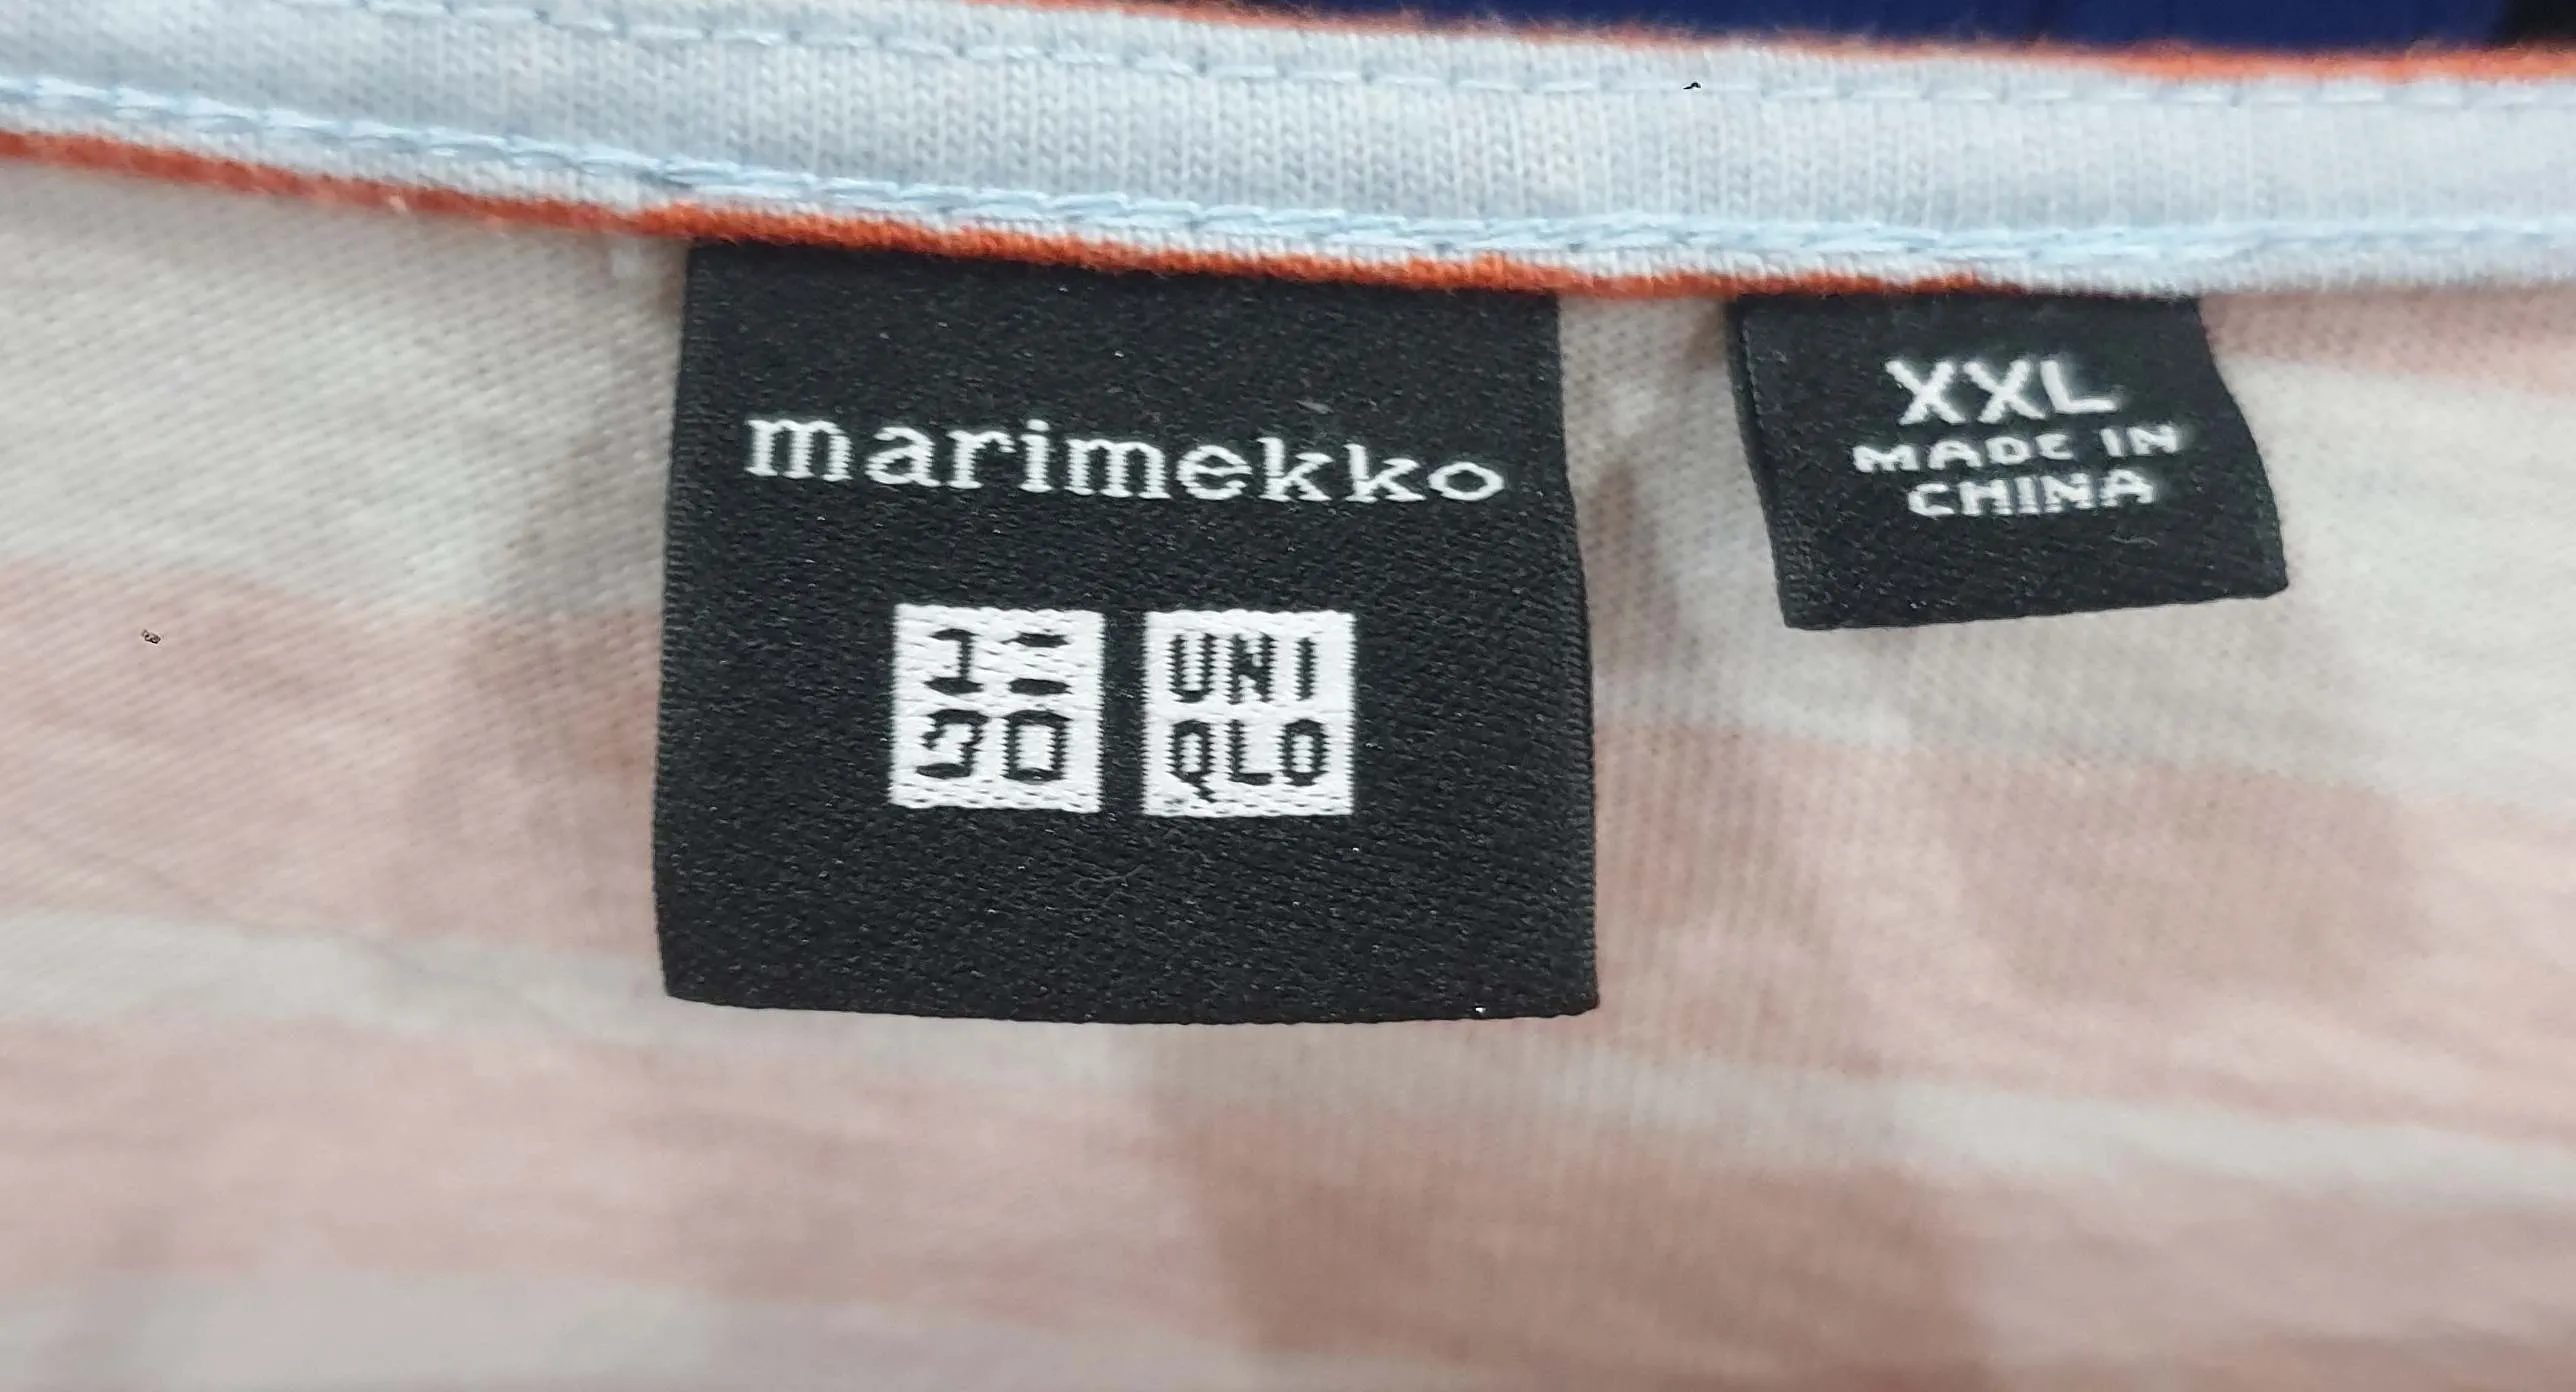 marimekko
ユニ
クロ
UNI
QLO
XXL
MADE IN
CHINA